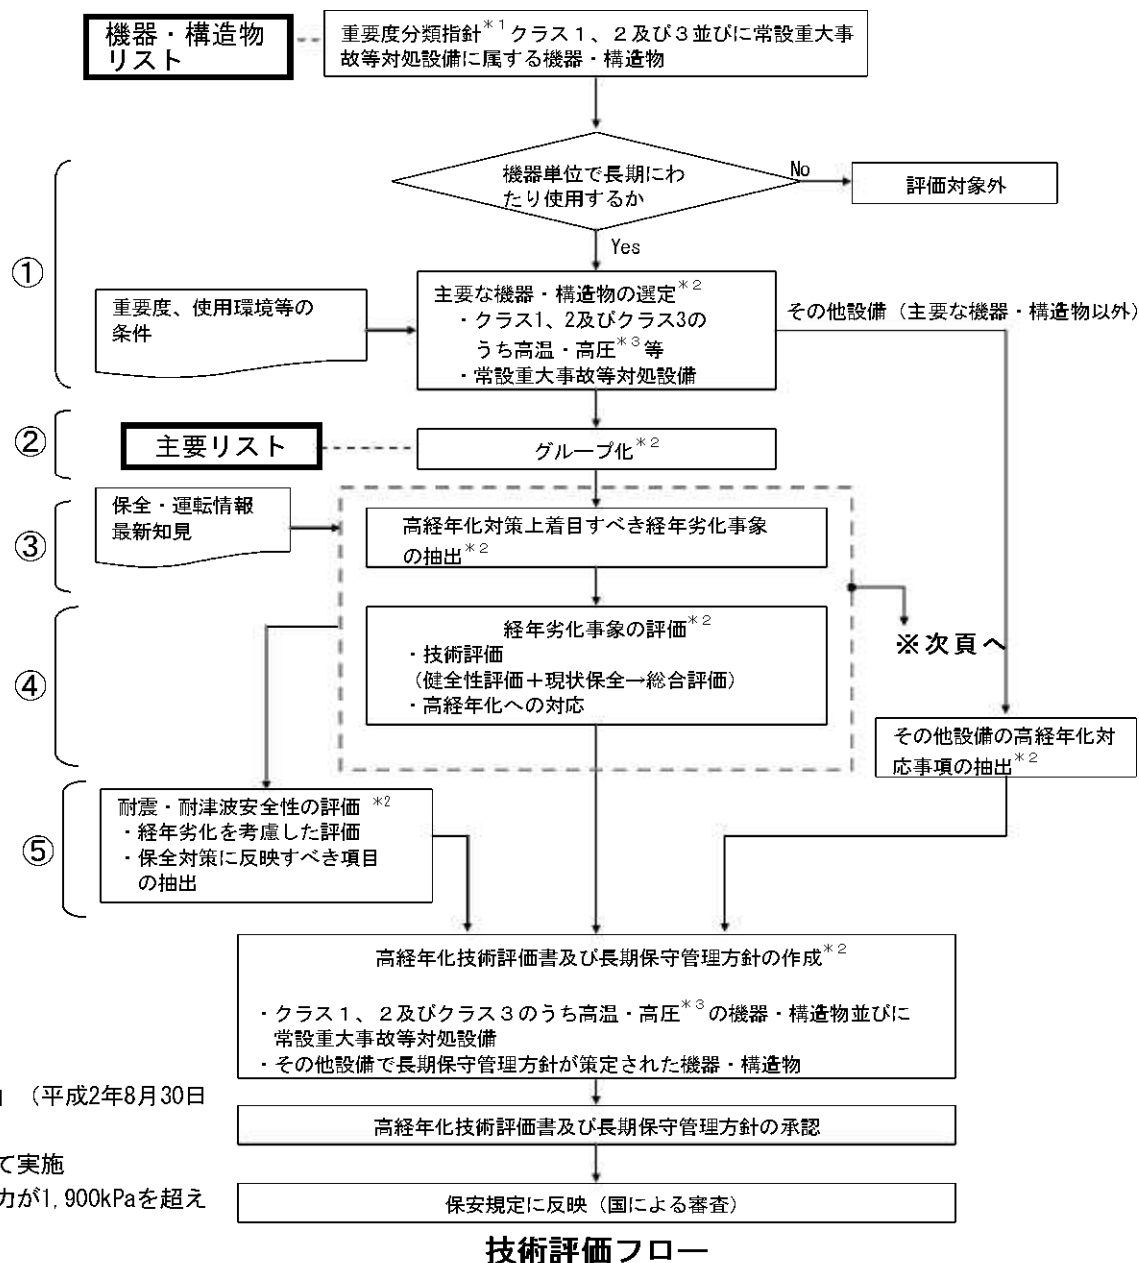 機器・構造物
リスト
重要度分類指針＊１クラス１、２及び３並びに常設重大事
故等対処設備に属する機器・構造物
機器単位で長期にわ
たり使用するか
No
評価対象外
Yes
①
重要度、使用環境等の
条件
主要な機器・構造物の選定＊２
・クラス1、2及びクラス3の
うち高温・高圧＊３等
・常設重大事故等対処設備
その他設備（主要な機器・構造物以外）
②
主要リスト
グループ化＊２
③
保全・運転情報
最新知見
高経年化対策上着目すべき経年劣化事象
の抽出＊２
④
経年劣化事象の評価＊２
・技術評価
（健全性評価＋現状保全→総合評価）
・高経年化への対応
※次頁へ
その他設備の高経年化対
応事項の抽出＊２
⑤
耐震・耐津波安全性の評価＊２
・経年劣化を考慮した評価
・保全対策に反映すべき項目
の抽出
高経年化技術評価書及び長期保守管理方針の作成＊２
・クラス１、２及びクラス３のうち高温・高圧＊３の機器・構造物並びに
常設重大事故等対処設備
・その他設備で長期保守管理方針が策定された機器・構造物
」（平成2年8月30日
高経年化技術評価書及び長期保守管理方針の承認
て実施
力が1,900kPaを超え
保安規定に反映（国による審査）
技術評価フロー